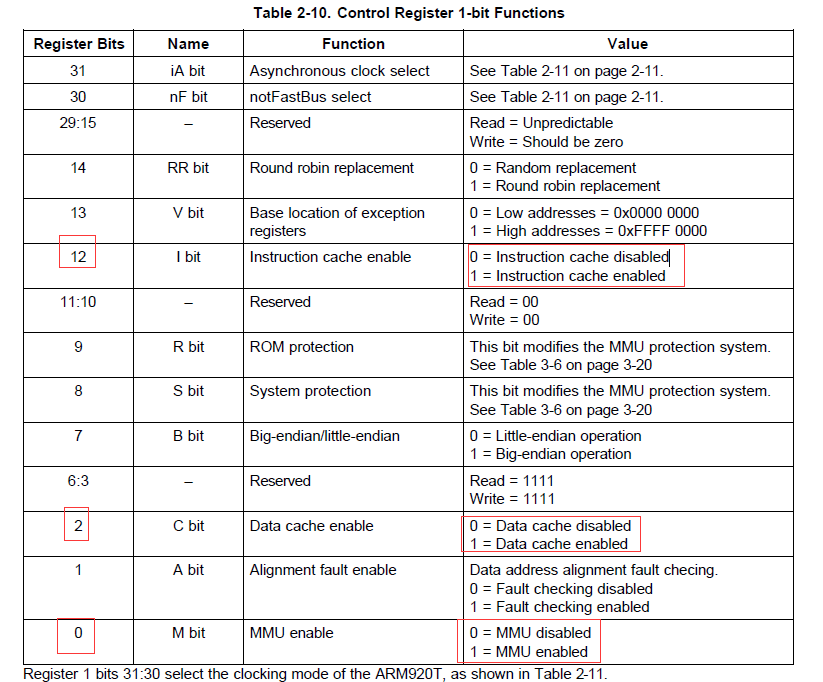 Table 2-10. Control Register 1-bit Functions
Register Bits Name Function Value
31 iA bit Asynchronous clock select See Table 2-11 on page 2-11.
30 nF bit notFastBus select See Table 2-11 on page 2-11.
29:15 – Reserved Read = Unpredictable
Write = Should be zero
14 RR bit Round robin replacement 0 = Random replacement
1 = Round robin replacement
13 V bit Base location of exception 0 = Low addresses = 0x0000 0000
registers 1 = High addresses = 0xFFFF 0000
12 I bit Instruction cache enable 0 = Instruction cache disabled
1 = Instruction cache enabled
11:10 – Reserved Read = 00
Write = 00
9 R bit ROM protection This bit modifies the MMU protection system.
See Table 3-6 on page 3-20
8 S bit System protection This bit modifies the MMU protection system.
See Table 3-6 on page 3-20
7 B bit Big-endian/little-endian 0 = Little-endian operation
1 = Big-endian operation
6:3 – Reserved Read = 1111
Write = 1111
2 C bit Data cache enable 0 = Data cache disabled
1 = Data cache enabled
1 A bit Alignment fault enable Data address alignment fault checing.
0 = Fault checking disabled
1 = Fault checking enabled
0 M bit MMU enable 0 = MMU disabled
1 = MMU enabled
Register 1 bits 31:30 select the clocking mode of the ARM920T, as shown in Table 2-11.